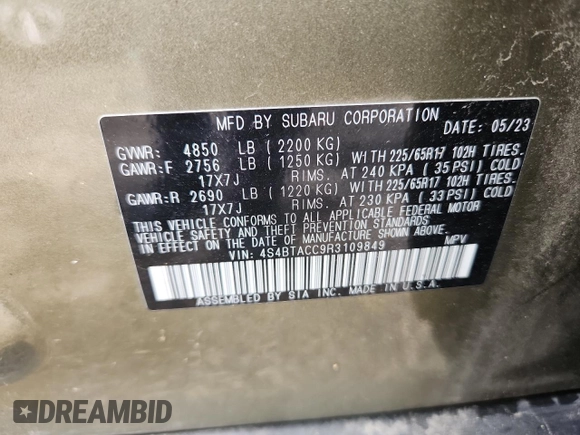 MFD BY SUBARU CORPORATION
DATE: 05/23
GVWR: 4850 LB (2200 KG)
GAWR:F 2756 LB (1250 KG) WITH 225/65R17 102H TIRES.
17X7J RIMS. AT 240 KPA (35 PSI) COLD
GAWR:R 2690 LB (1220 KG) WITH 225/65R17 102H TIRES.
17X7J RIMS. AT 230 KPA (33 PSI) COLD
THIS VEHICLE CONFORMS TO ALL APPLICABLE FEDERAL MOTOR
VEHICLE SAFETY AND THEFT PREVENTION STANDARDS IN EFFECT
ON THE DATE OF MANUFACTURE SHOWN ABOVE.
VIN: 4S4BTACC9R3109849 MPV
ASSEMBLED BY SIA INC. MADE IN U.S.A.
DREAMBID